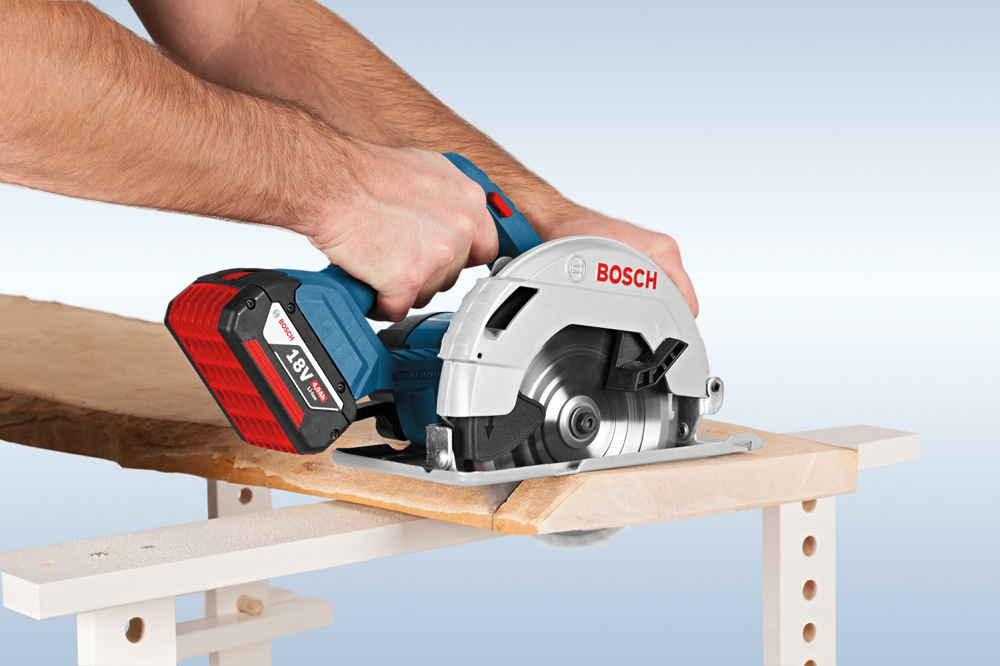 BOSCH
BOSCH
18V
4.0Ah
Li-Ion